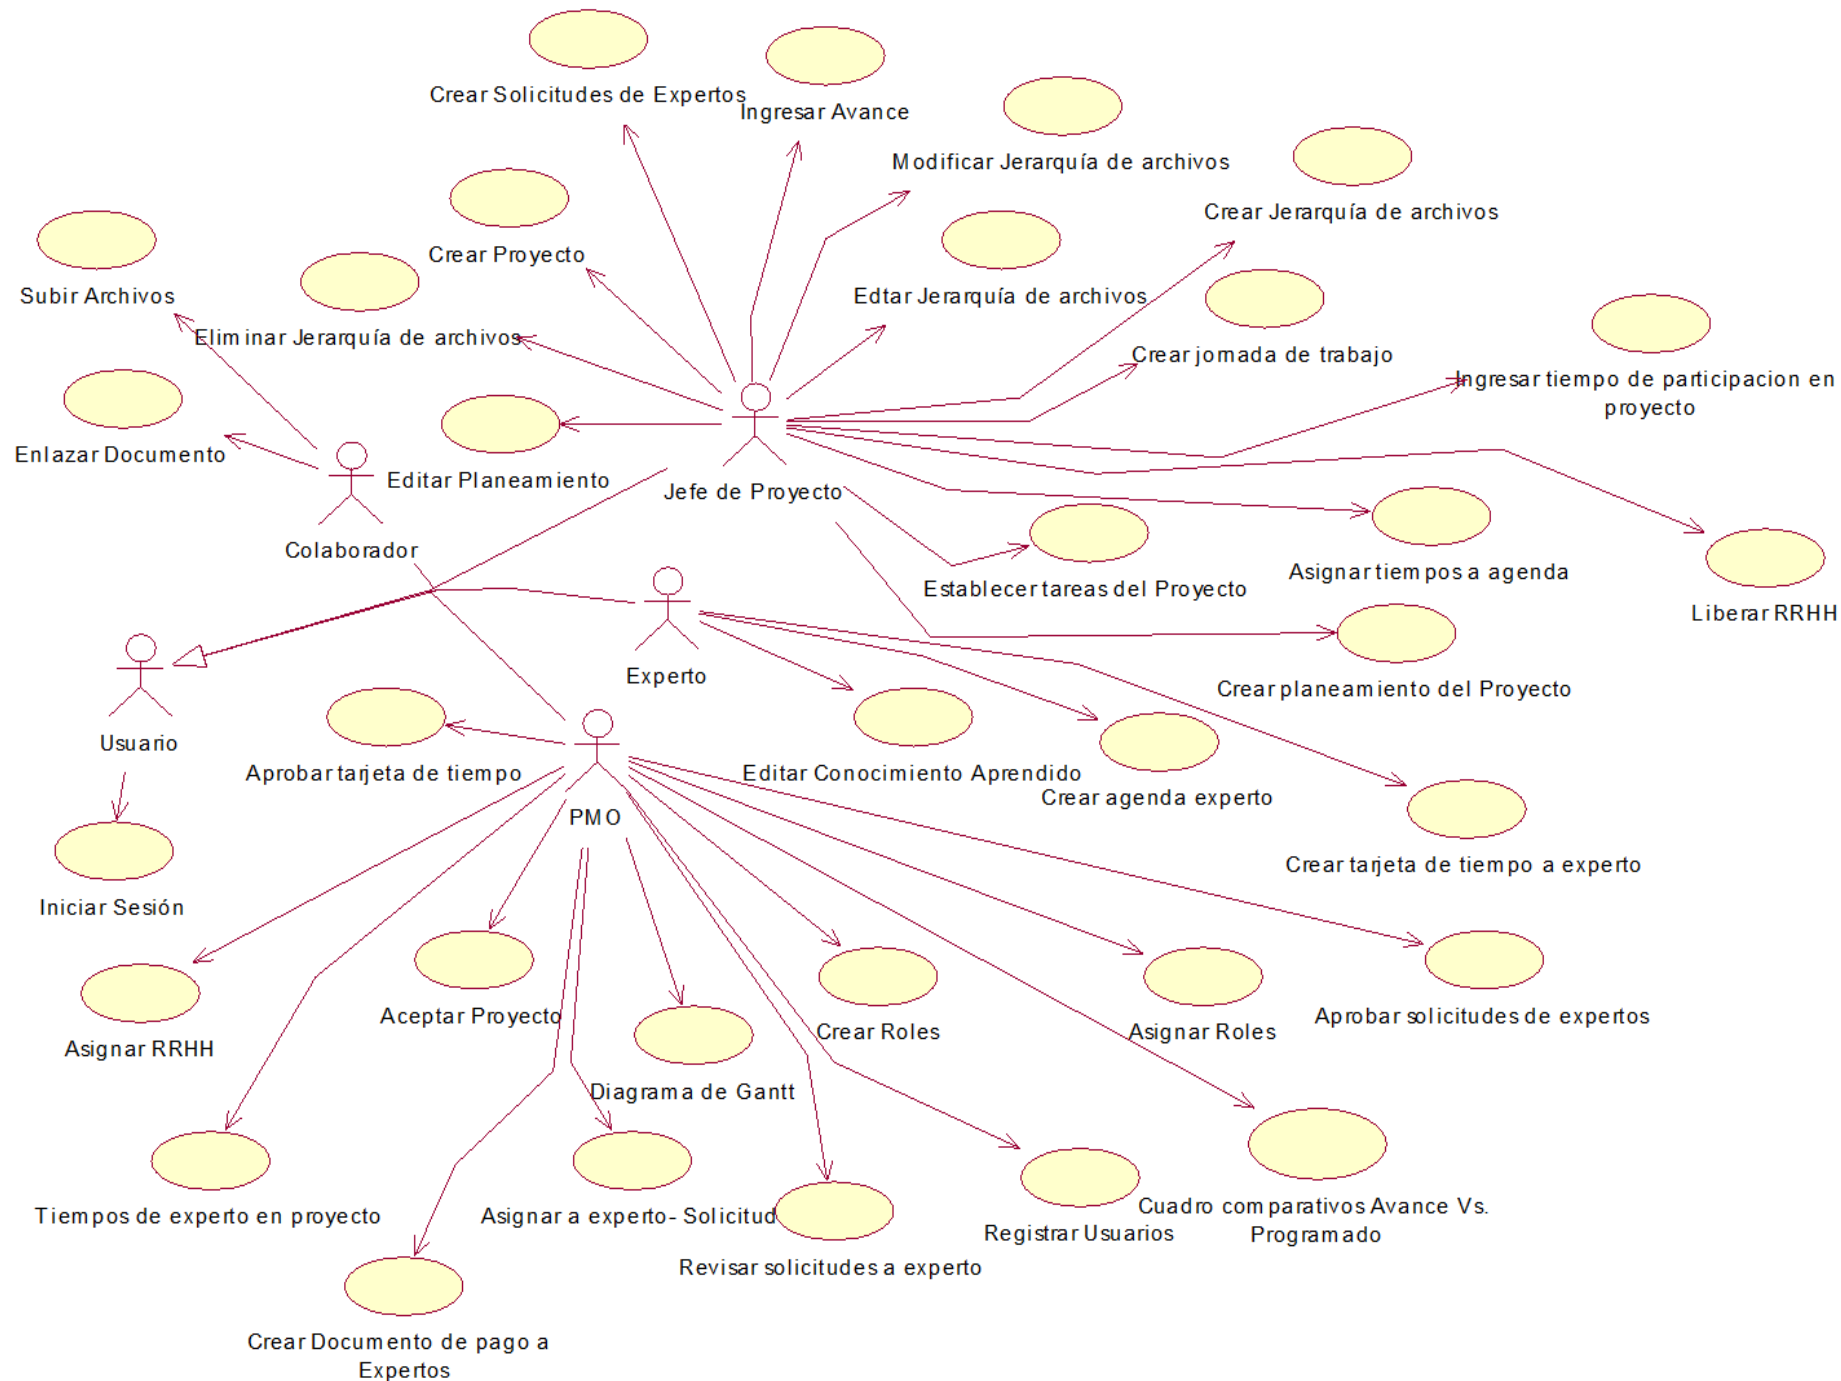 Crear Solicitudes de Expertos
Ingresar Avance
Modificar Jerarquía de archivos
Crear Jerarquía de archivos
Crear Proyecto
Subir Archivos
Edtar Jerarquía de archivos
Eliminar Jerarquía de archivos
Crear jornada de trabajo
Ingresar tiempo de participacion en
proyecto
Enlazar Documento
Editar Planeamiento
Jefe de Proyecto
Colaborador
Establecer tareas del Proyecto
Asignar tiempos a agenda
Liberar RRHH
Experto
Crear planeamiento del Proyecto
Usuario
Aprobar tarjeta de tiempo
Editar Conocimiento Aprendido
Crear agenda experto
PMO
Crear tarjeta de tiempo a experto
Iniciar Sesión
Aceptar Proyecto
Crear Roles
Asignar Roles
Aprobar solicitudes de expertos
Asignar RRHH
Diagrama de Gantt
Tiempos de experto en proyecto
Asignar a experto- Solicitud
Cuadro comparativos Avance Vs.
Programado
Registrar Usuarios
Revisar solicitudes a experto
Crear Documento de pago a
Expertos